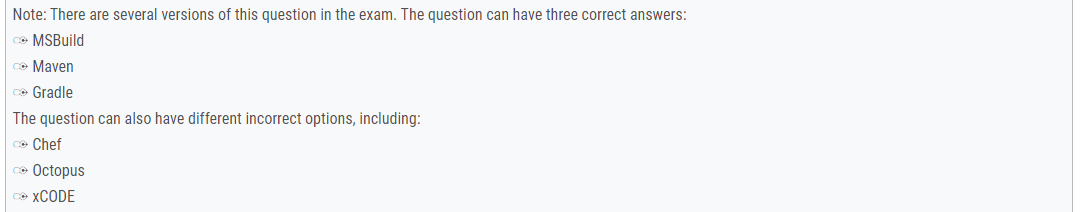 Note: There are several versions of this question in the exam. The question can have three correct answers:
MSBuild
Maven
Gradle
The question can also have different incorrect options, including:
Chef
Octopus
xCODE